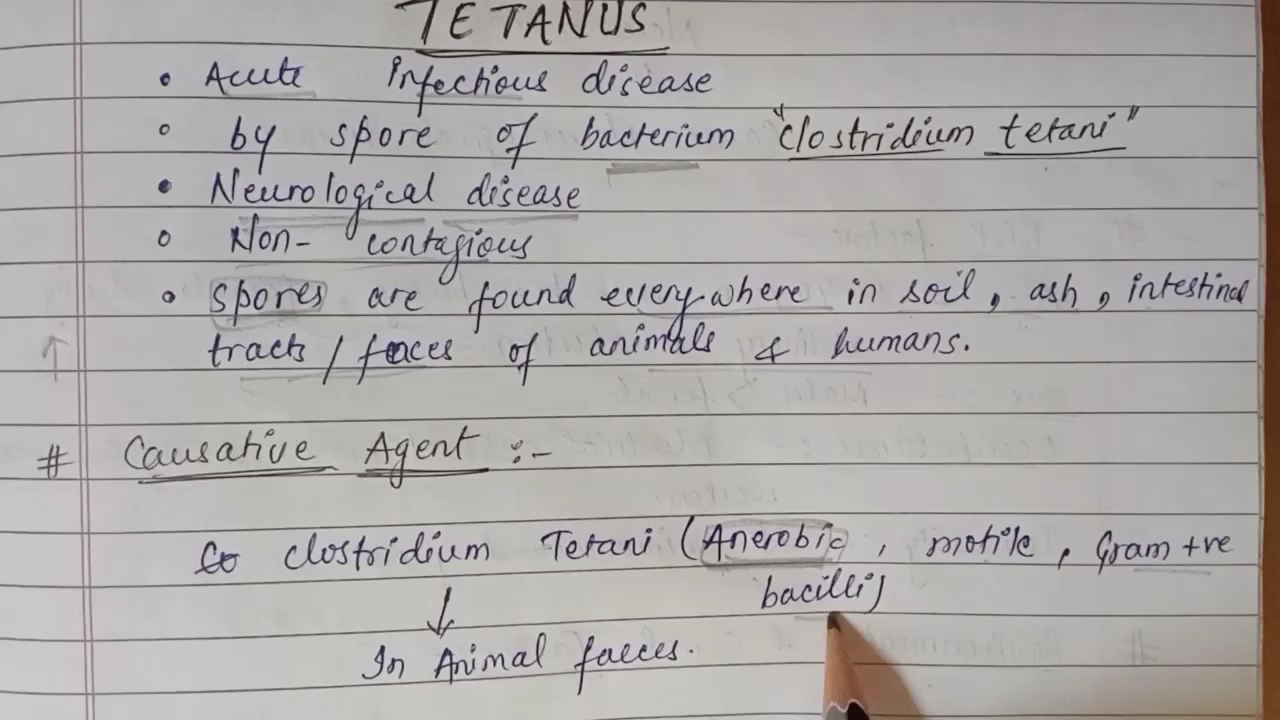 TETANUS
• Acute infectious disease
• by spore of bacterium "clostridium tetani"
• Neurological disease
• Non-contagious
• spores are found everywhere in soil, ash, intestinal
tracts / feaces of animals & humans.
# Causative Agent :-
Clostridium Tetani (Anerobic, motile, Gram +ve
bacilli)
↓
In Animal faeces.